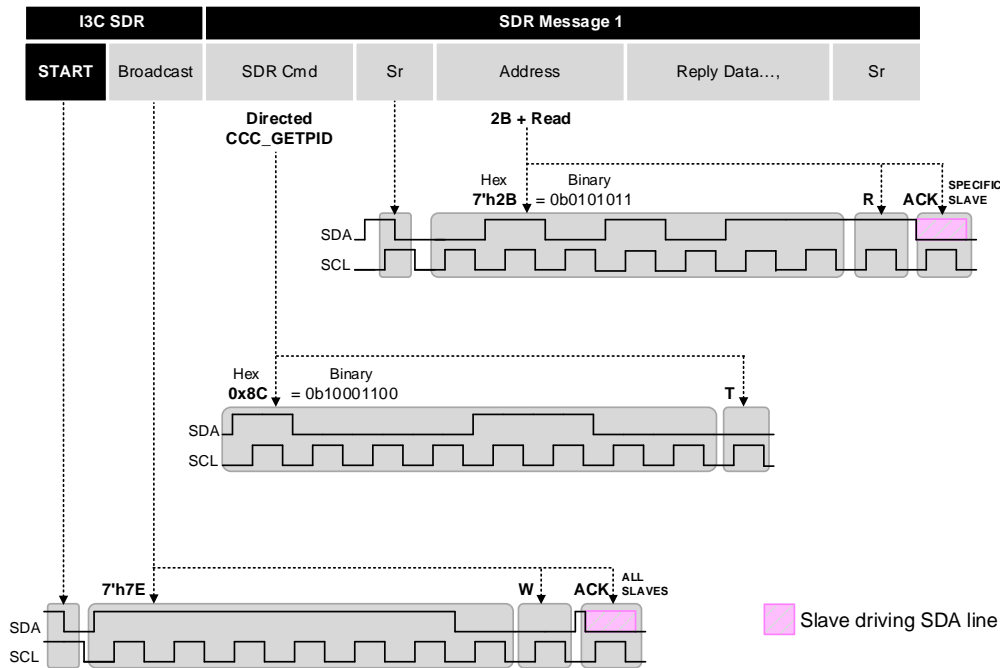 I3C SDR SDR Message 1
START Broadcast SDR Cmd Sr Address Reply Data..., Sr
Directed
CCC_GETPID
2B + Read
Hex Binary
7'h2B = 0b0101011
R ACK SPECIFIC
SLAVE
SDA
SCL
Hex Binary
0x8C = 0b10001100
T
SDA
SCL
7'h7E W ACK ALL
SLAVES
SDA
SCL
Slave driving SDA line